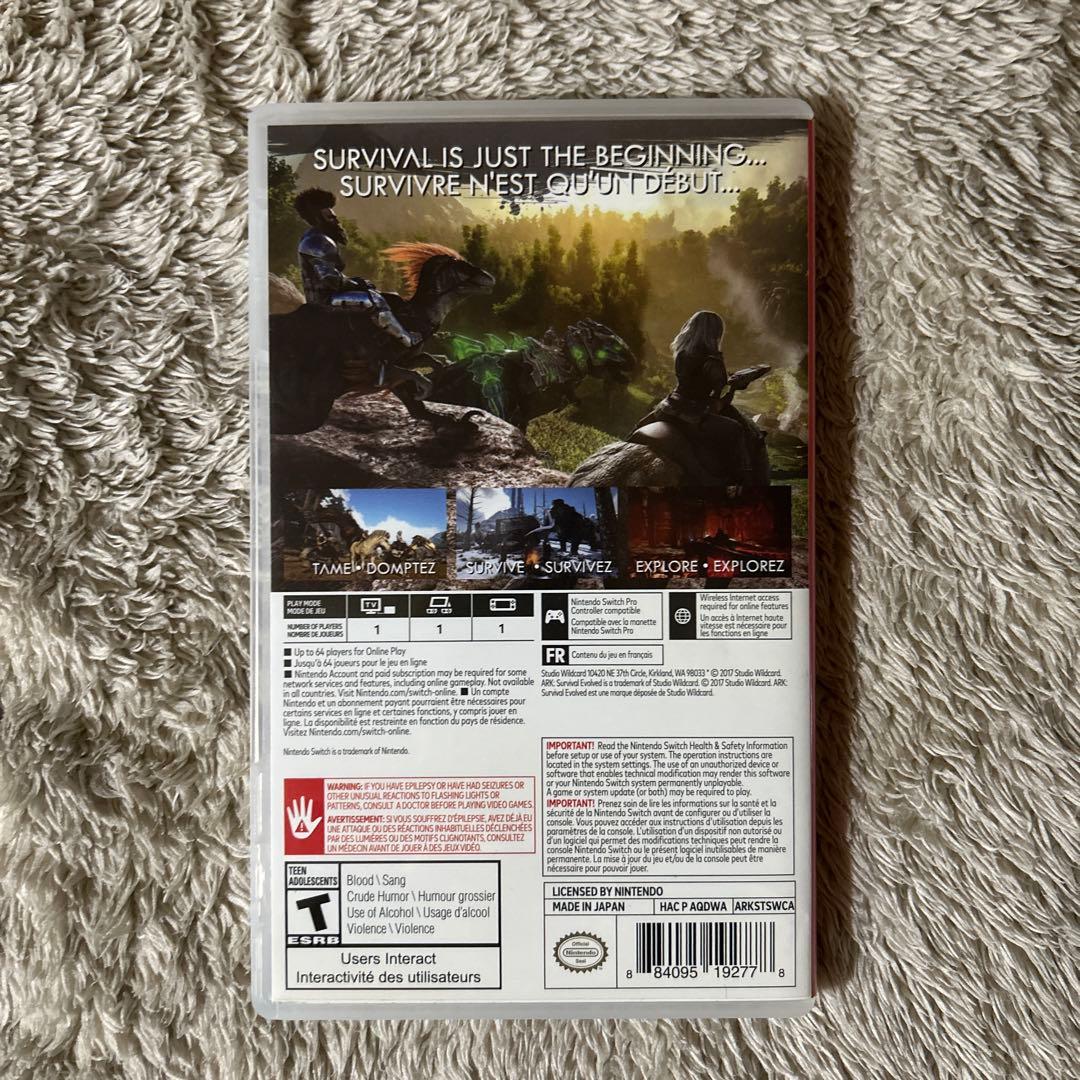 SURVIVAL IS JUST THE BEGINNING...
SURVIVRE N'EST QU'UN DÉBUT...
TAME • DOMPTEZ
SURVIVE • SURVIVEZ
EXPLORE • EXPLOREZ
PLAY MODE
MODE DE JEU
TV
NUMBER OF PLAYERS
NOMBRE DE JOUEURS
1
1
1
Nintendo Switch Pro
Controller compatible
Compatible avec la manette
Nintendo Switch Pro
Wireless Internet access
required for online features
Un accès à Internet haute
vitesse est nécessaire pour
les fonctions en ligne
FR Contenu du jeu en français
■ Up to 64 players for Online Play
■ Jusqu'à 64 joueurs pour le jeu en ligne
■ Nintendo Account and paid subscription may be required for some
network services and features, including online gameplay. Not available
in all countries. Visit Nintendo.com/switch-online. ■ Un compte
Nintendo et un abonnement payant pourraient être nécessaires pour
certains services en ligne et certaines fonctions, y compris jouer en
ligne. La disponibilité est restreinte en fonction du pays de résidence.
Visitez Nintendo.com/switch-online.
Nintendo Switch is a trademark of Nintendo.
Studio Wildcard 10420 NE 37th Circle, Kirkland, WA 98033 * © 2017 Studio Wildcard.
ARK: Survival Evolved is a trademark of Studio Wildcard. © 2017 Studio Wildcard. ARK:
Survival Evolved est une marque déposée de Studio Wildcard.
WARNING: IF YOU HAVE EPILEPSY OR HAVE HAD SEIZURES OR
OTHER UNUSUAL REACTIONS TO FLASHING LIGHTS OR
PATTERNS, CONSULT A DOCTOR BEFORE PLAYING VIDEO GAMES.
AVERTISSEMENT: SI VOUS SOUFFREZ D'ÉPILEPSIE, AVEZ DÉJÀ EU
UNE ATTAQUE OU DES RÉACTIONS INHABITUELLES DÉCLENCHÉES
PAR DES LUMIÈRES OU DES MOTIFS CLIGNOTANTS, CONSULTEZ
UN MÉDECIN AVANT DE JOUER À DES JEUX VIDÉO.
IMPORTANT! Read the Nintendo Switch Health & Safety Information
before setup or use of your system. The operation instructions are
located in the system settings. The use of an unauthorized device or
software that enables technical modification may render this software
or your Nintendo Switch system permanently unplayable.
A game or system update (or both) may be required to play.
IMPORTANT! Prenez soin de lire les informations sur la santé et la
sécurité de la Nintendo Switch avant de configurer ou d'utiliser la
console. Vous pouvez accéder aux instructions d'utilisation depuis les
paramètres de la console. L'utilisation d'un dispositif non autorisé ou
d'un logiciel qui permet des modifications techniques peut rendre la
console Nintendo Switch ou le présent logiciel inutilisables de manière
permanente. La mise à jour du jeu et/ou de la console peut être
nécessaire pour pouvoir jouer.
TEEN
ADOLESCENTS
T
ESRB
Blood \ Sang
Crude Humor \ Humour grossier
Use of Alcohol \ Usage d'alcool
Violence \ Violence
Users Interact
Interactivité des utilisateurs
LICENSED BY NINTENDO
MADE IN JAPAN HAC P AQDWA ARKSTSWCA
Official
Nintendo
Seal
8 84095 19277 8